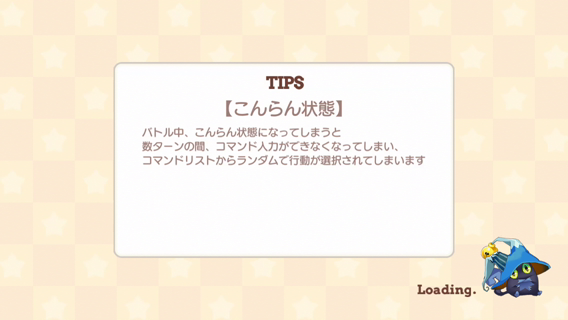 TIPS
【こんらん状態】
バトル中、こんらん状態になってしまうと
数ターンの間、コマンド入力ができなくなってしまい、
コマンドリストからランダムで行動が選択されてしまいます
Loading.